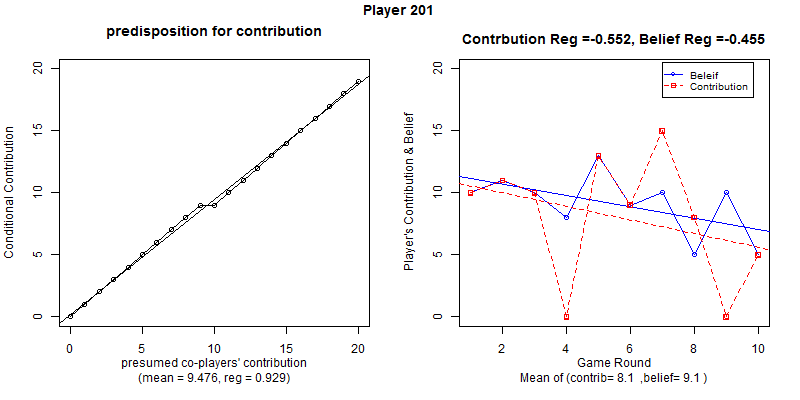 Player 201
predisposition for contribution
Conditional Contribution
20
15
10
5
0
0 5 10 15 20
presumed co-players' contribution
(mean = 9.476, reg = 0.929)
Contrbution Reg =-0.552, Belief Reg =-0.455
Player's Contribution & Belief
20
15
10
5
0
Beleif
Contribution
2 4 6 8 10
Game Round
Mean of (contrib= 8.1 ,belief= 9.1 )